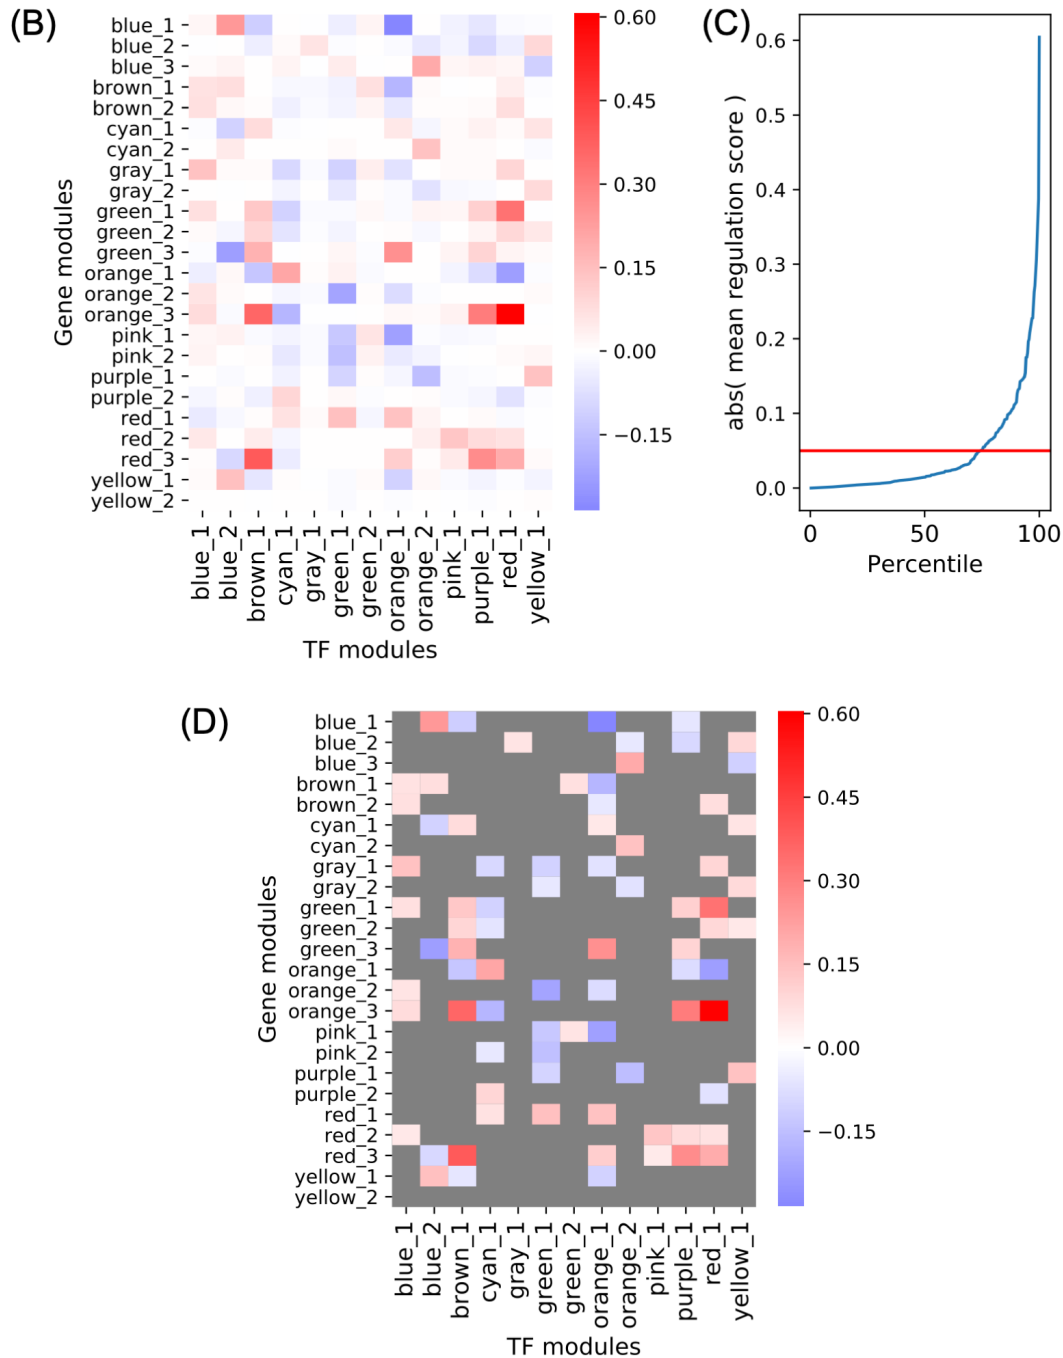 (B)
blue_1
blue_2
blue_3
brown_1
brown_2
cyan_1
cyan_2
gray_1
gray_2
green_1
green_2
green_3
orange_1
orange_2
orange_3
pink_1
pink_2
purple_1
purple_2
red_1
red_2
red_3
yellow_1
yellow_2
Gene modules
blue_1
blue_2
brown_1
cyan_1
gray_1
green_1
green_2
orange_1
orange_2
pink_1
purple_1
red_1
yellow_1
TF modules
0.60
0.45
0.30
0.15
0.00
−0.15
(C)
0.6
0.5
0.4
0.3
0.2
0.1
0.0
abs( mean regulation score )
0
50
100
Percentile
(D)
blue_1
blue_2
blue_3
brown_1
brown_2
cyan_1
cyan_2
gray_1
gray_2
green_1
green_2
green_3
orange_1
orange_2
orange_3
pink_1
pink_2
purple_1
purple_2
red_1
red_2
red_3
yellow_1
yellow_2
Gene modules
blue_1
blue_2
brown_1
cyan_1
gray_1
green_1
green_2
orange_1
orange_2
pink_1
purple_1
red_1
yellow_1
TF modules
0.60
0.45
0.30
0.15
0.00
−0.15